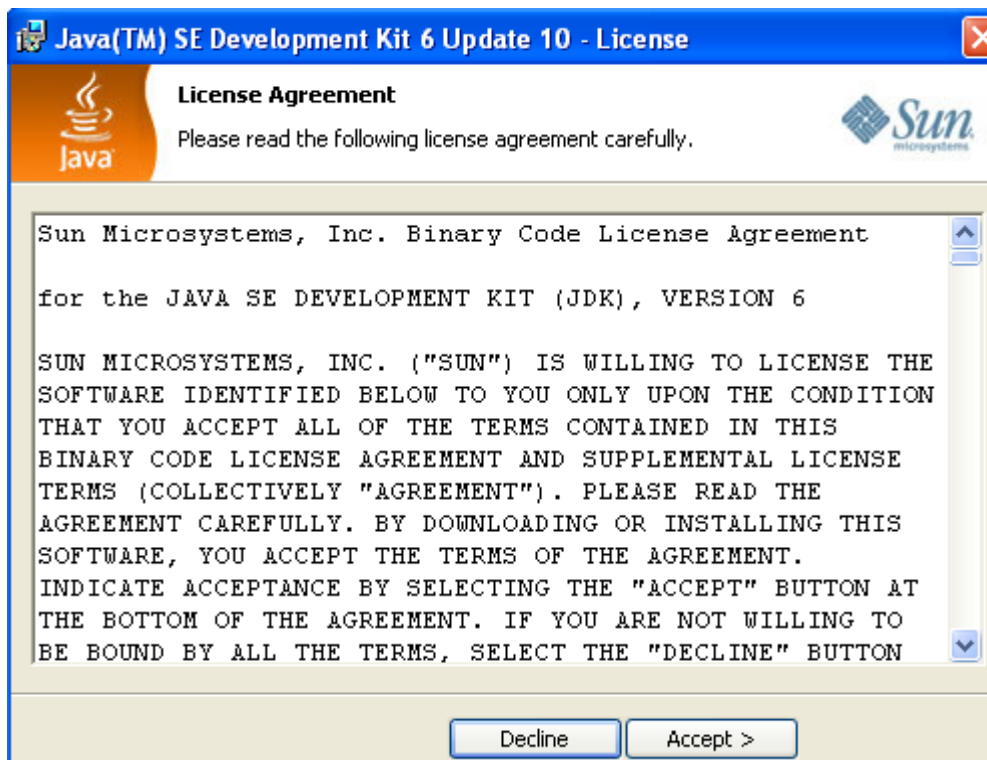 Java(TM) SE Development Kit 6 Update 10 - License
License Agreement
Please read the following license agreement carefully.
Java
Sun
microsystems
Sun Microsystems, Inc. Binary Code License Agreement
for the JAVA SE DEVELOPMENT KIT (JDK), VERSION 6
SUN MICROSYSTEMS, INC. ("SUN") IS WILLING TO LICENSE THE
SOFTWARE IDENTIFIED BELOW TO YOU ONLY UPON THE CONDITION
THAT YOU ACCEPT ALL OF THE TERMS CONTAINED IN THIS
BINARY CODE LICENSE AGREEMENT AND SUPPLEMENTAL LICENSE
TERMS (COLLECTIVELY "AGREEMENT"). PLEASE READ THE
AGREEMENT CAREFULLY. BY DOWNLOADING OR INSTALLING THIS
SOFTWARE, YOU ACCEPT THE TERMS OF THE AGREEMENT.
INDICATE ACCEPTANCE BY SELECTING THE "ACCEPT" BUTTON AT
THE BOTTOM OF THE AGREEMENT. IF YOU ARE NOT WILLING TO
BE BOUND BY ALL THE TERMS, SELECT THE "DECLINE" BUTTON
Decline
Accept >